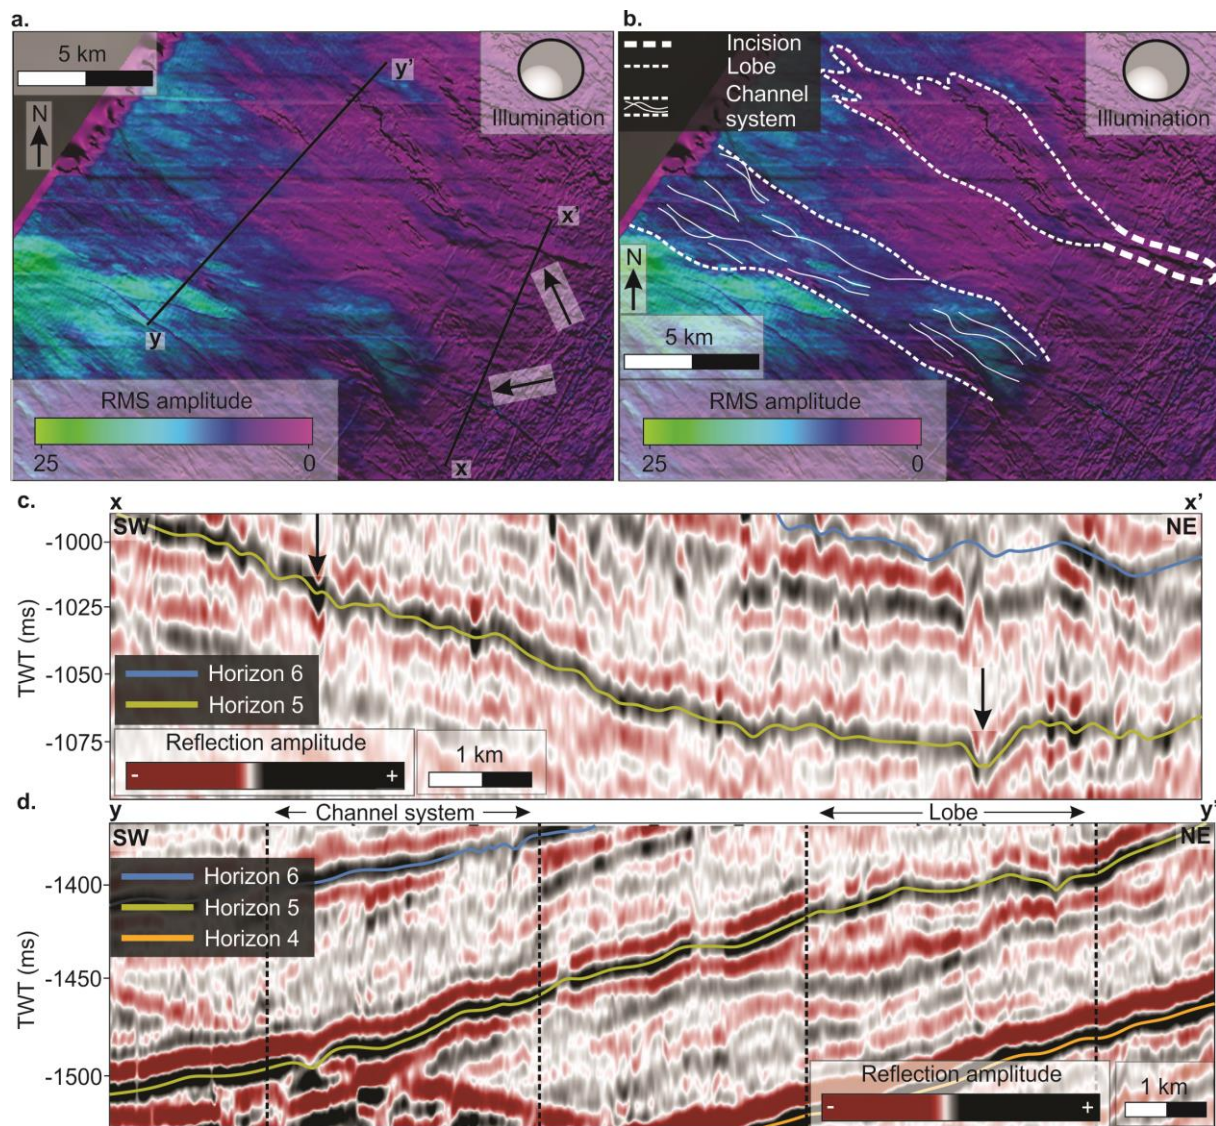 a.
5 km
N
y'
x'
y
x
Illumination
RMS amplitude
25
0
b.
Incision
Lobe
Channel
system
Illumination
N
5 km
RMS amplitude
25
0
c.
x
x'
SW
NE
-1000
-1025
-1050
-1075
TWT (ms)
Horizon 6
Horizon 5
Reflection amplitude
-
+
1 km
d.
y
Channel system
Lobe
y'
SW
NE
-1400
-1450
-1500
TWT (ms)
Horizon 6
Horizon 5
Horizon 4
Reflection amplitude
-
+
1 km